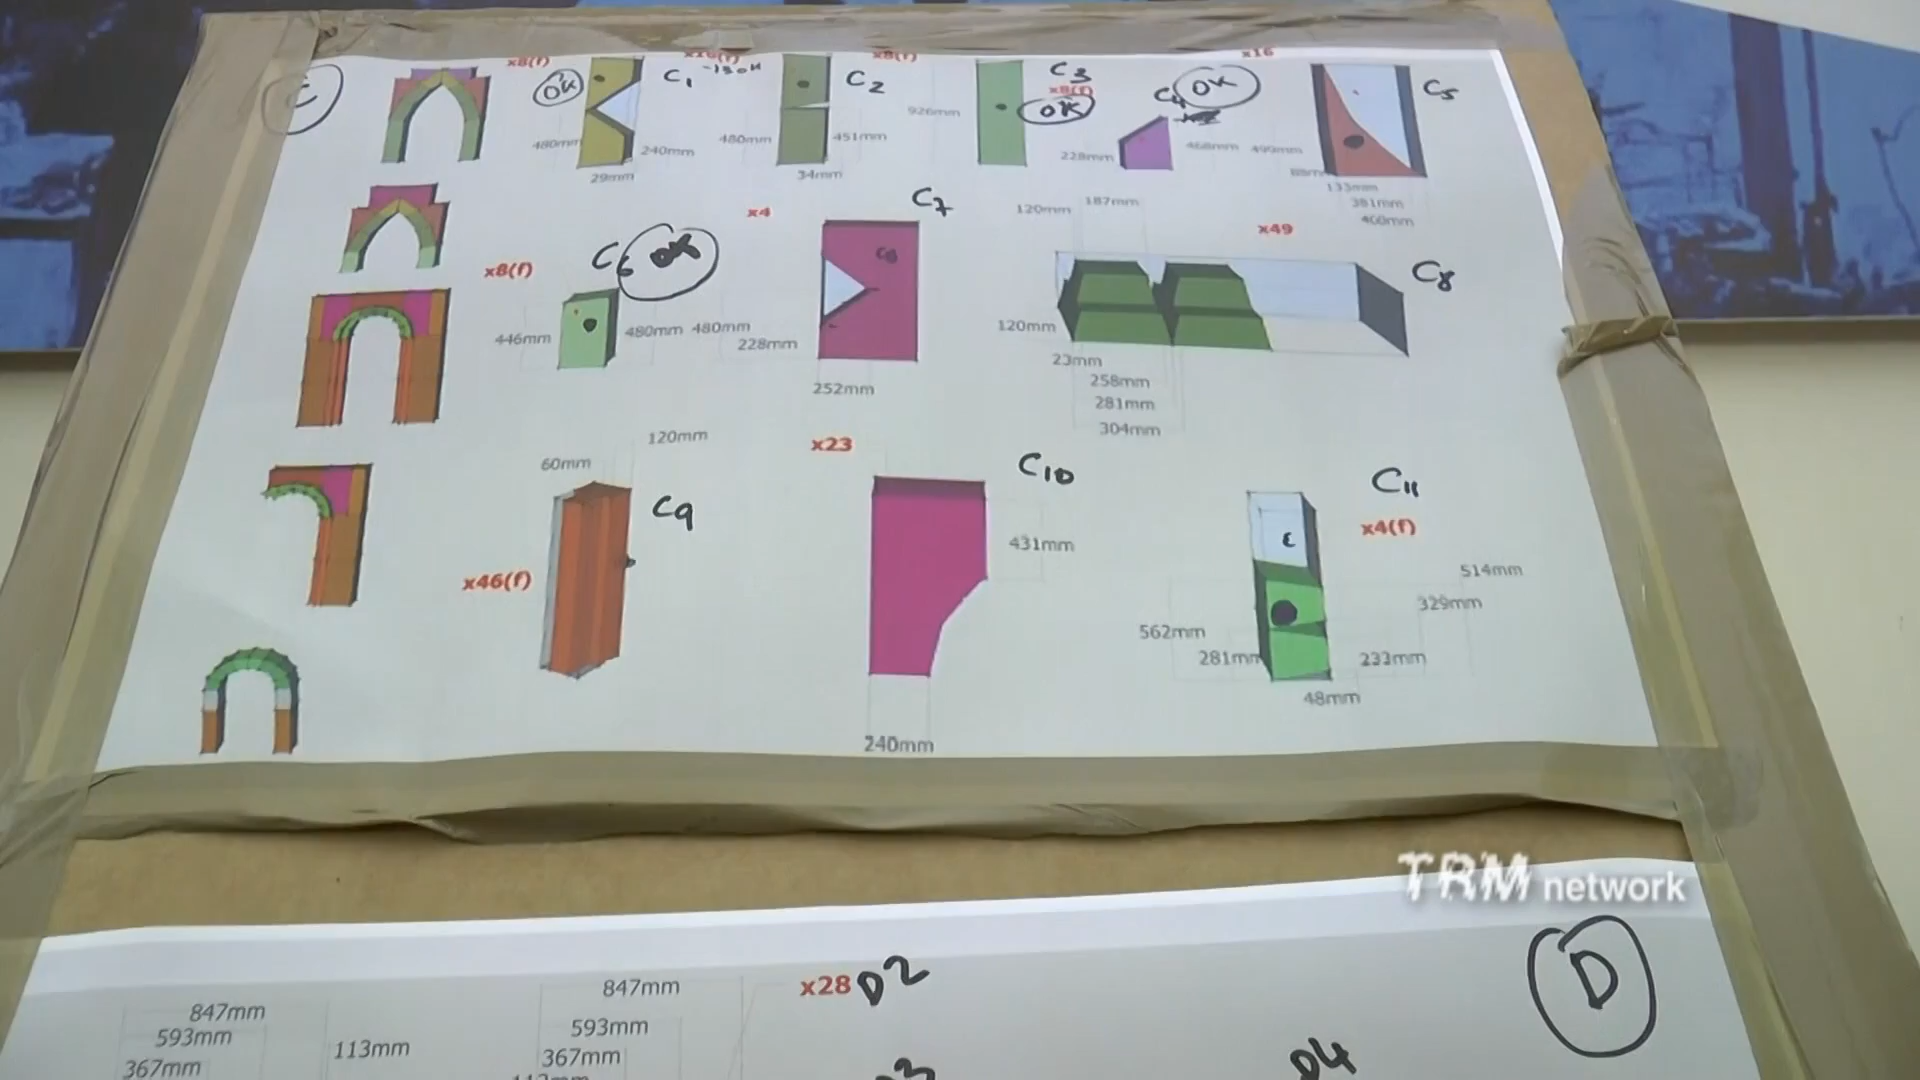 C
x8(f)
OK
C1
480mm
240mm
29mm
x16(f)
C2
480mm
451mm
34mm
x8(f)
C3
x8(f)
OK
926mm
C4
OK
228mm
468mm
x16
C5
499mm
133mm
381mm
460mm
x8(f)
C6
OK
446mm
480mm
x4
C7
480mm
228mm
252mm
120mm
187mm
x49
C8
120mm
23mm
258mm
281mm
304mm
60mm
120mm
C9
x46(f)
x23
C10
431mm
240mm
C11
x4(f)
514mm
329mm
562mm
281mm
233mm
48mm
TRM network
D
847mm
593mm
367mm
113mm
847mm
593mm
367mm
x28 D2
D4